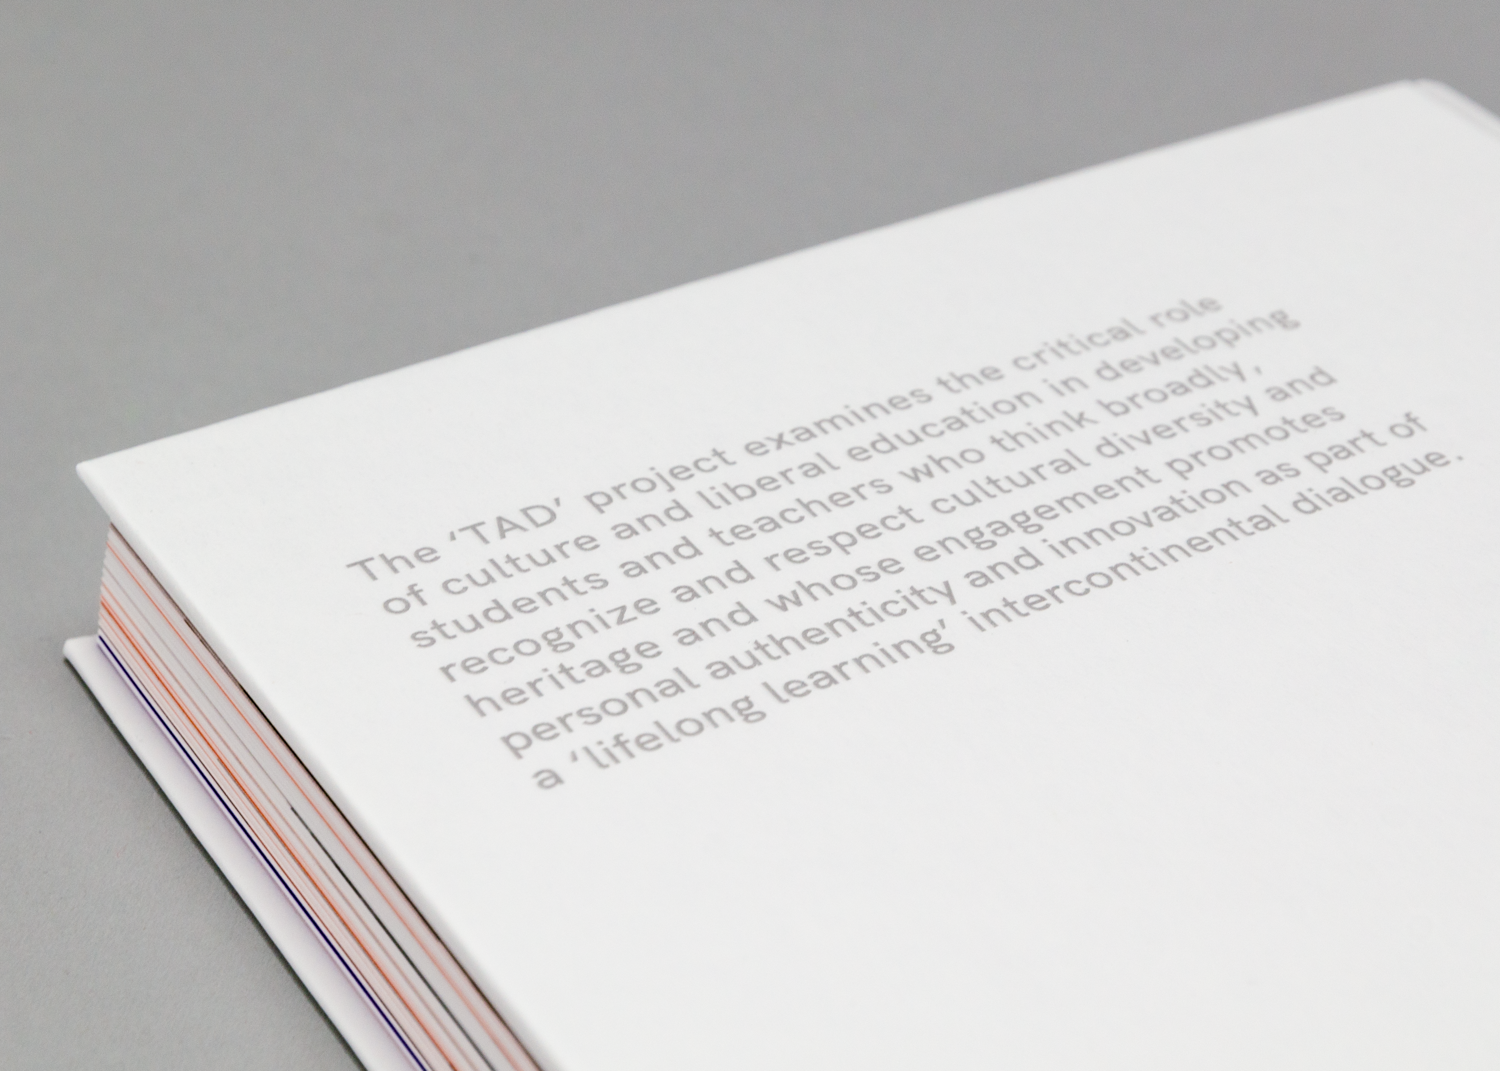 The ‘TAD’ project examines the critical role
of culture and liberal education in developing
students and teachers who think broadly,
recognize and respect cultural diversity and
heritage and whose engagement promotes
personal authenticity and innovation as part of
a ‘lifelong learning’ intercontinental dialogue.